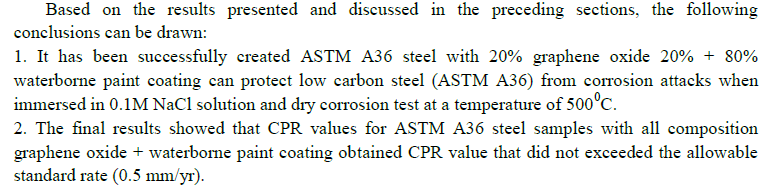 Based on the results presented and discussed in the preceding sections, the following
conclusions can be drawn:
1. It has been successfully created ASTM A36 steel with 20% graphene oxide 20% + 80%
waterborne paint coating can protect low carbon steel (ASTM A36) from corrosion attacks when
immersed in 0.1M NaCl solution and dry corrosion test at a temperature of 500⁰C.
2. The final results showed that CPR values for ASTM A36 steel samples with all composition
graphene oxide + waterborne paint coating obtained CPR value that did not exceeded the allowable
standard rate (0.5 mm/yr).